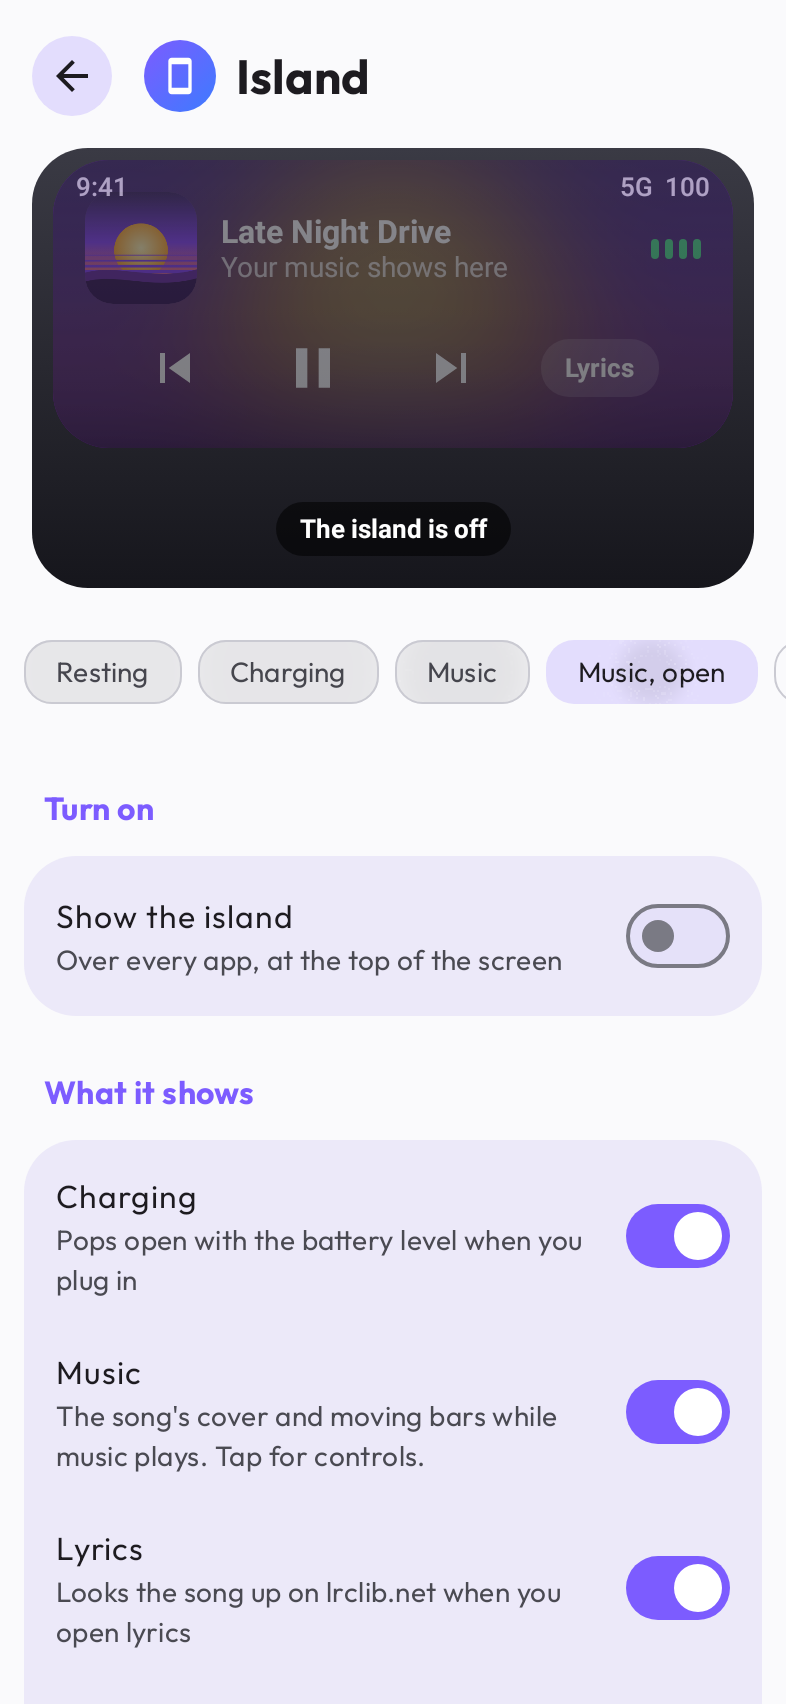 Island
9:41
5G 100
Late Night Drive
Your music shows here
Lyrics
The island is off
Resting
Charging
Music
Music, open
Turn on
Show the island
Over every app, at the top of the screen
What it shows
Charging
Pops open with the battery level when you
plug in
Music
The song's cover and moving bars while
music plays. Tap for controls.
Lyrics
Looks the song up on lrclib.net when you
open lyrics